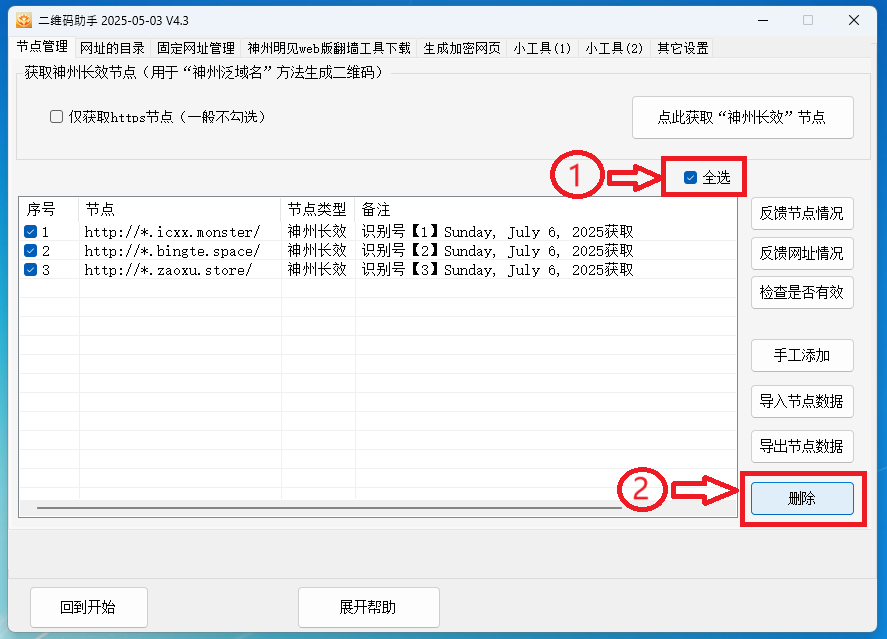 二维码助手 2025-05-03 V4.3
节点管理 网址的目录 固定网址管理 神州明见web版翻墙工具下载 生成加密网页 小工具(1) 小工具(2) 其它设置
获取神州长效节点（用于“神州泛域名”方法生成二维码）
仅获取https节点（一般不勾选）
点此获取“神州长效”节点
1
全选
序号 节点 节点类型 备注
1 http://*.icxx.monster/ 神州长效 识别号【1】Sunday, July 6, 2025获取
2 http://*.bingte.space/ 神州长效 识别号【2】Sunday, July 6, 2025获取
3 http://*.zaoxu.store/ 神州长效 识别号【3】Sunday, July 6, 2025获取
反馈节点情况
反馈网址情况
检查是否有效
手工添加
导入节点数据
导出节点数据
2
删除
回到开始
展开帮助